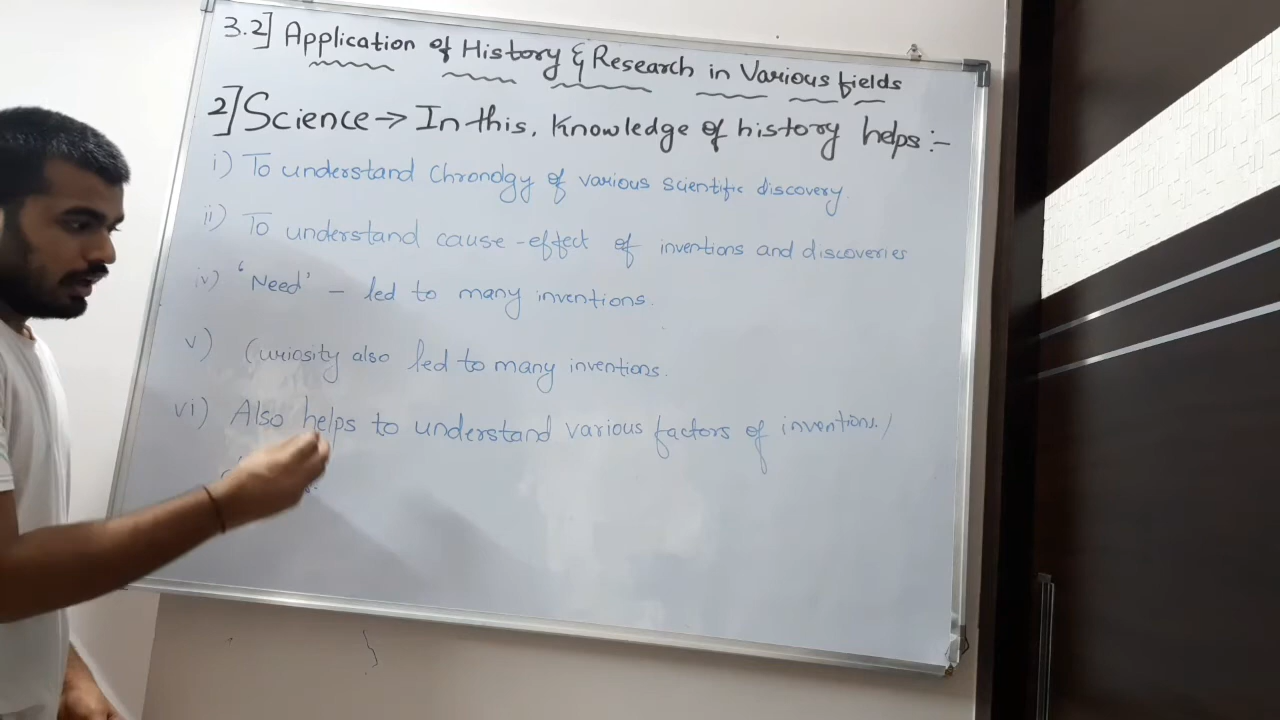 3.2] Application of History & Research in Various fields
2] Science → In this, Knowledge of history helps :-
i) To understand Chronolgy of various scientific discovery.
ii) To understand cause-effect of inventions and discoveries
iv) 'Need' - led to many inventions.
v) Curiosity also led to many inventions.
vi) Also helps to understand various factors of inventions./